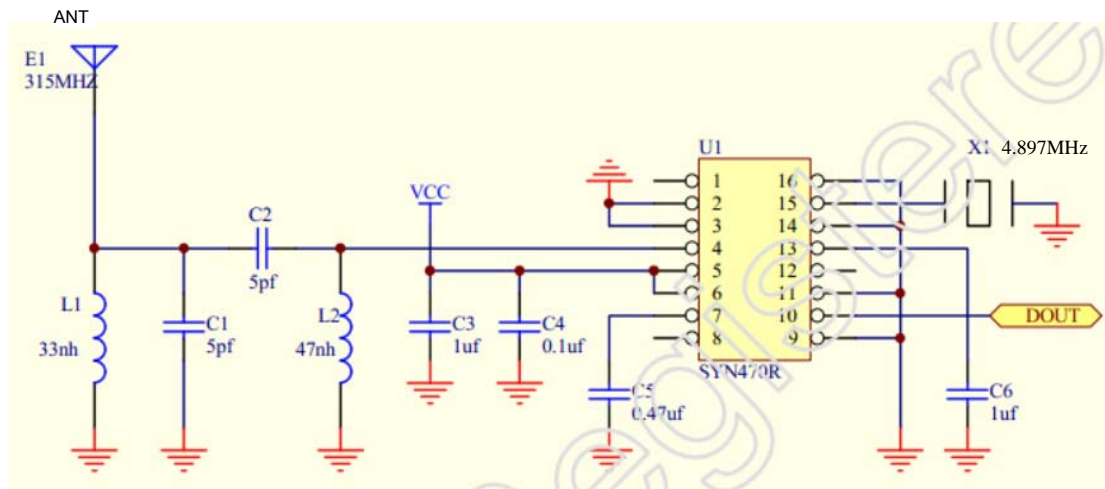 ANT
E1
315MHZ
L1
33nh
C1
5pf
C2
5pf
L2
47nh
VCC
C3
1uf
C4
0.1uf
C5
0.47uf
U1
1
2
3
4
5
6
7
8
16
15
14
13
12
11
10
9
SYN470R
X1 4.897MHz
DOUT
C6
1uf
egistere